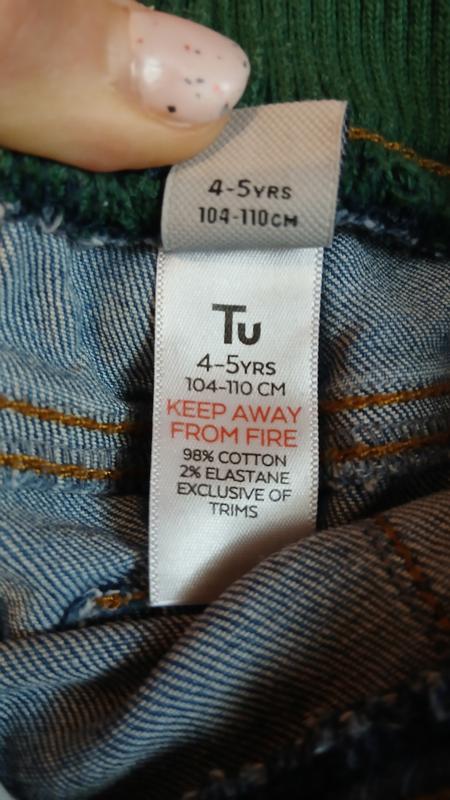 4-5YRS
104-110CM
Tu
4-5YRS
104-110 CM
KEEP AWAY
FROM FIRE
98% COTTON
2% ELASTANE
EXCLUSIVE OF
TRIMS